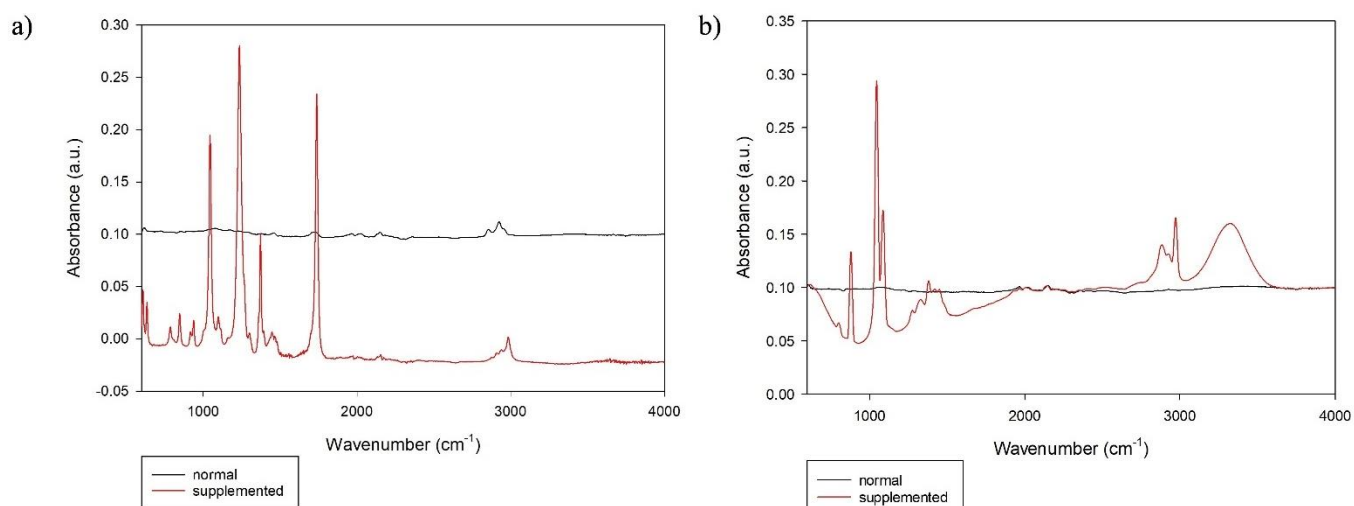 a)
0.30
0.25
0.20
0.15
0.10
0.05
0.00
-0.05
Absorbance (a.u.)
1000 2000 3000 4000
Wavenumber (cm⁻¹)
normal
supplemented
b)
0.35
0.30
0.25
0.20
0.15
0.10
0.05
0.00
Absorbance (a.u.)
1000 2000 3000 4000
Wavenumber (cm⁻¹)
normal
supplemented